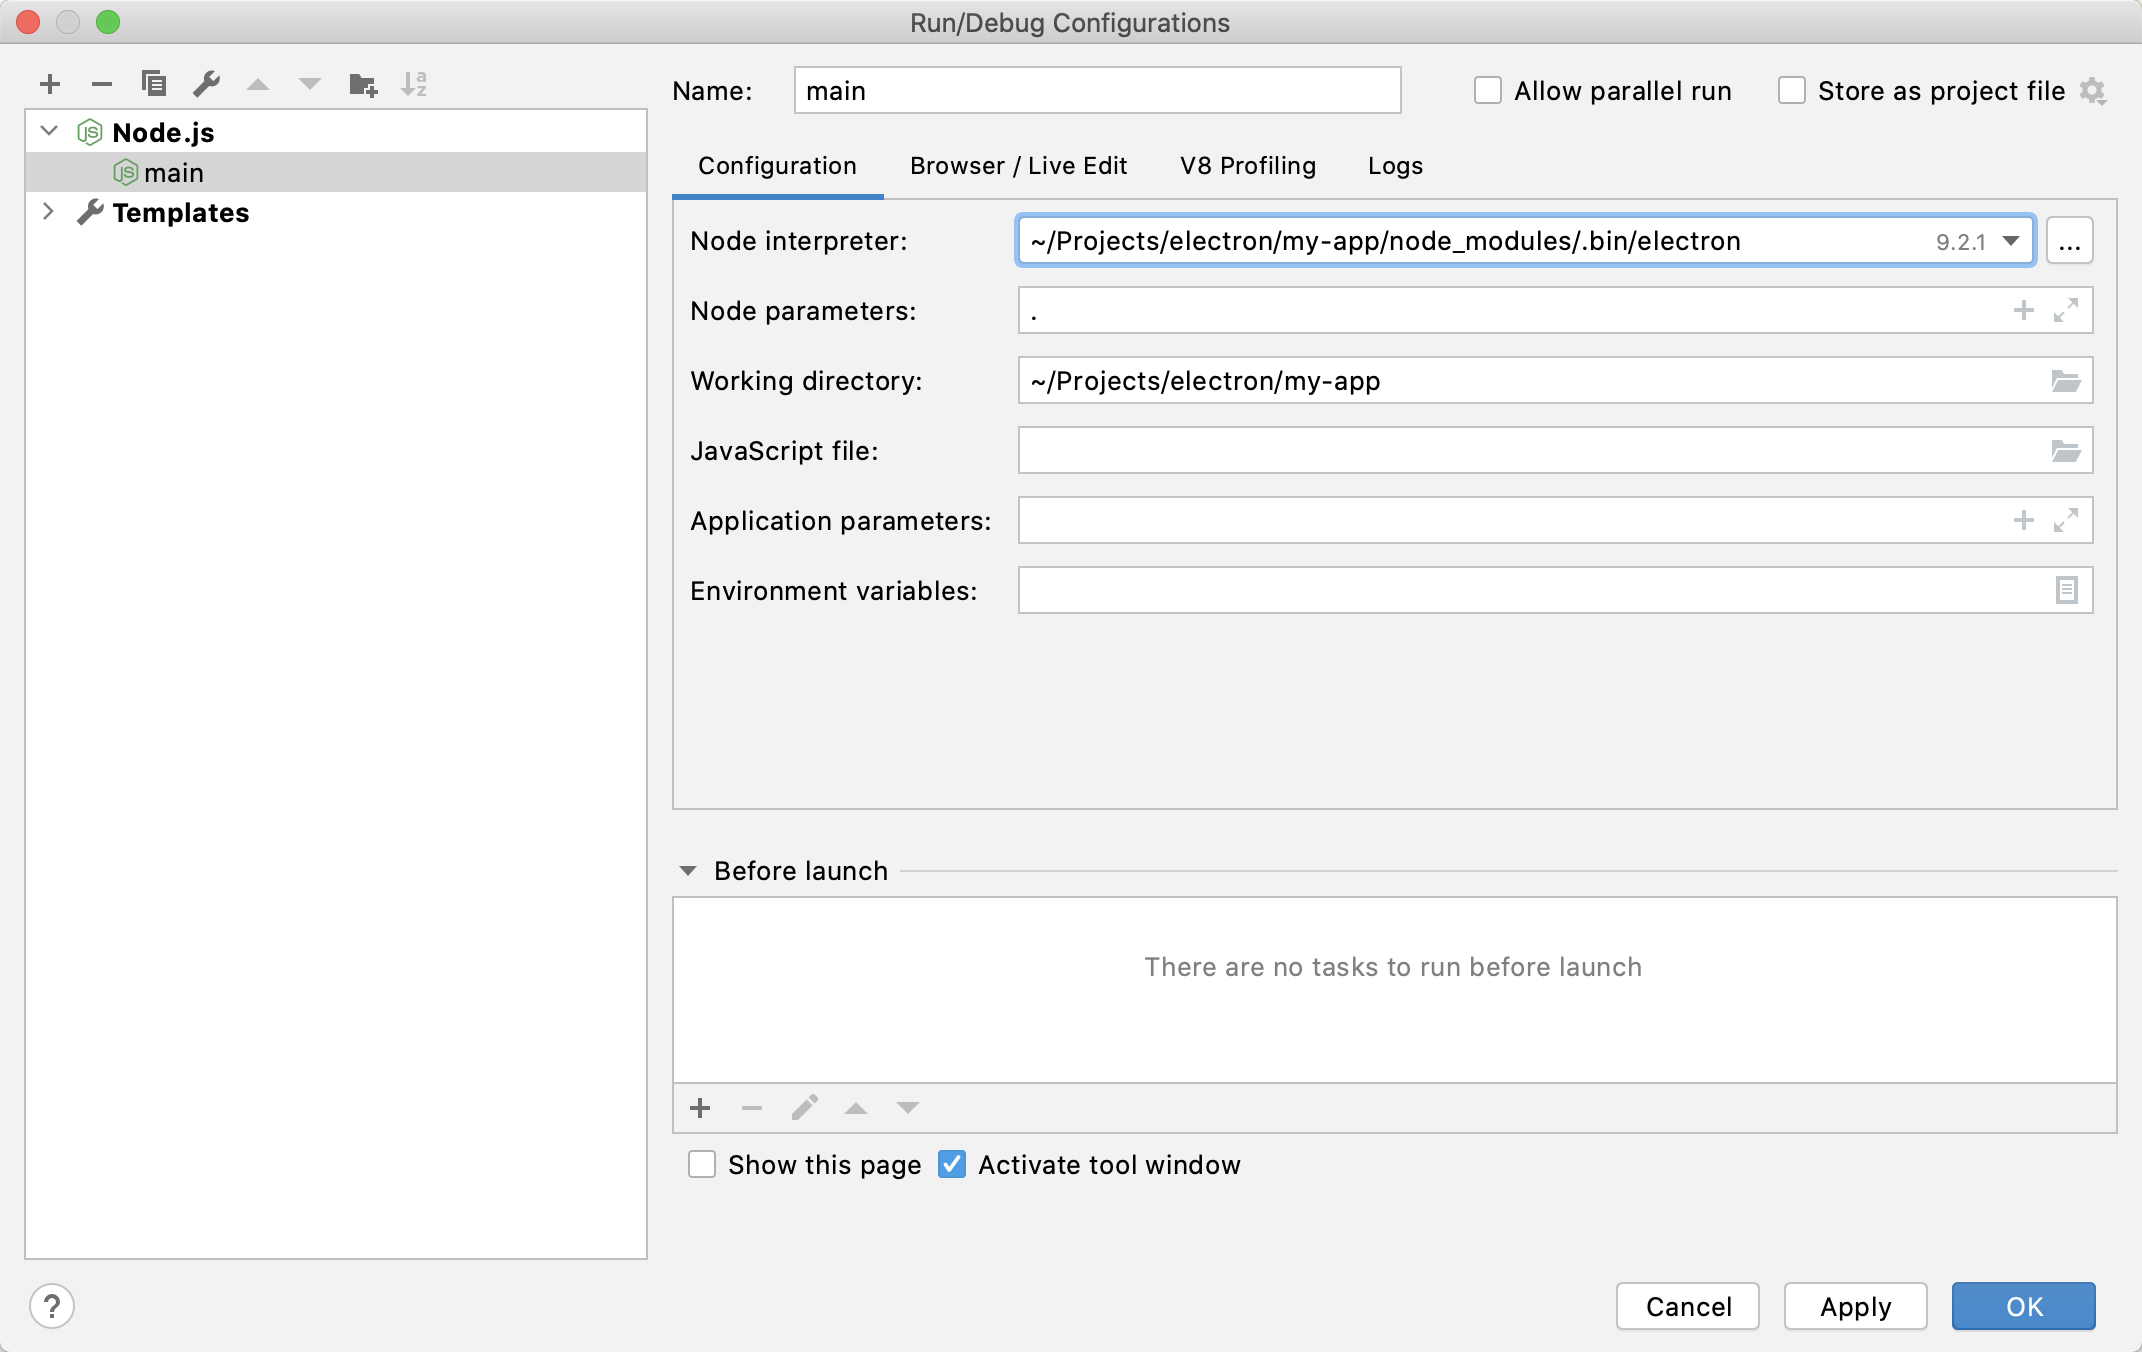 Run/Debug Configurations
Name: main Allow parallel run Store as project file
Node.js
main
Templates
Configuration Browser / Live Edit V8 Profiling Logs
Node interpreter: ~/Projects/electron/my-app/node_modules/.bin/electron 9.2.1 ...
Node parameters: .
Working directory: ~/Projects/electron/my-app
JavaScript file:
Application parameters:
Environment variables:
Before launch
There are no tasks to run before launch
Show this page Activate tool window
? Cancel Apply OK